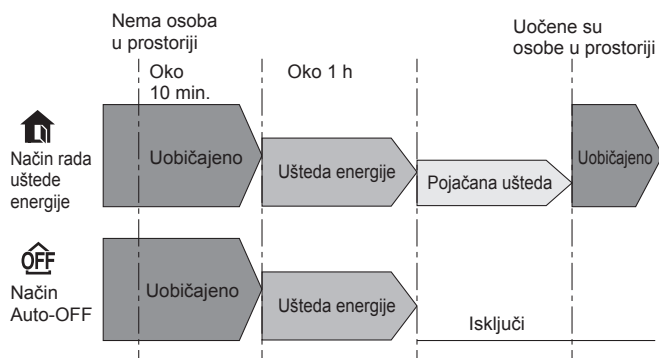 Nema osoba
u prostoriji
Uočene su
osobe u prostoriji
Oko
10 min.
Oko 1 h
Način rada
uštede
energije
Uobičajeno
Ušteda energije
Pojačana ušteda
Uobičajeno
OFF
Način
Auto-OFF
Uobičajeno
Ušteda energije
Isključi